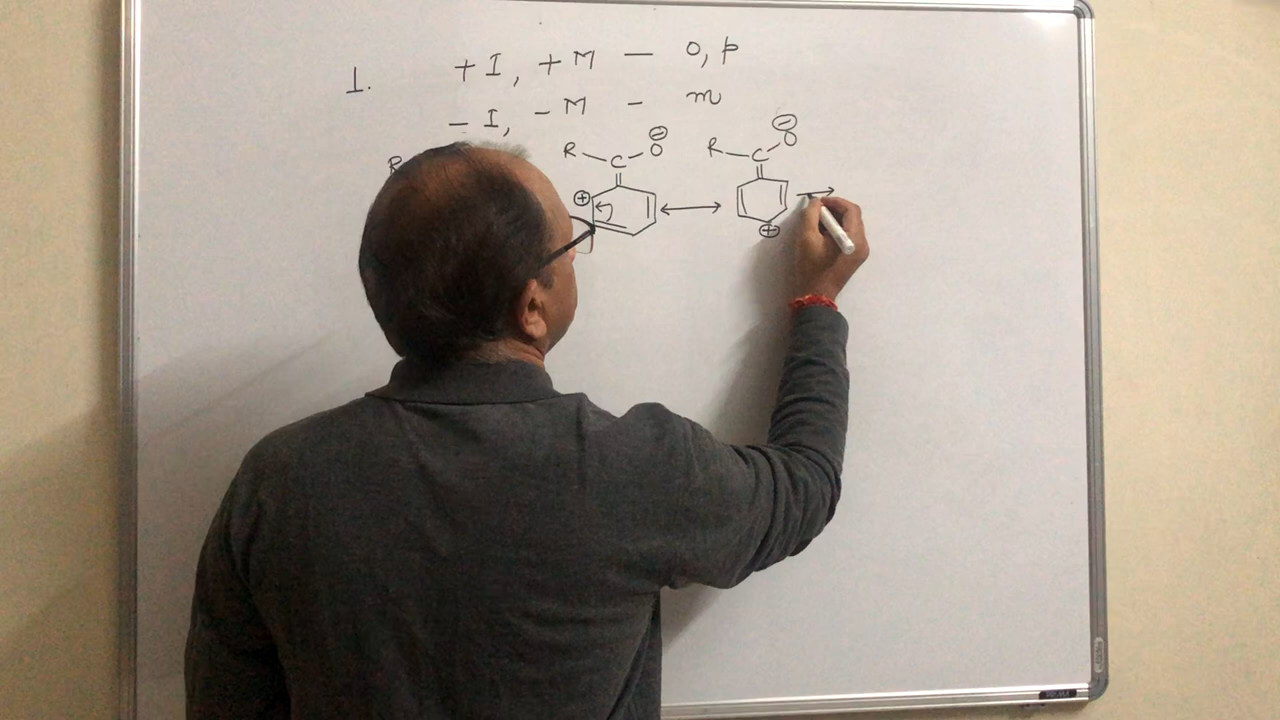 1. +I, +M — o, p
-I, -M - m
R
R C O ⊖
⊕
R C O ⊖
⊕